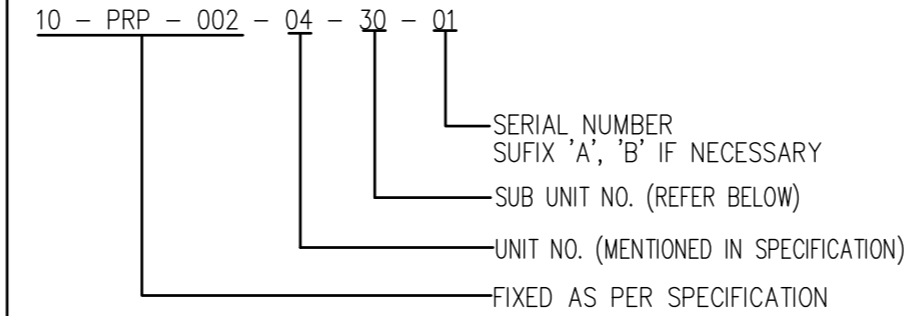 10 - PRP - 002 - 04 - 30 - 01
SERIAL NUMBER
SUFIX 'A', 'B' IF NECESSARY
SUB UNIT NO. (REFER BELOW)
UNIT NO. (MENTIONED IN SPECIFICATION)
FIXED AS PER SPECIFICATION